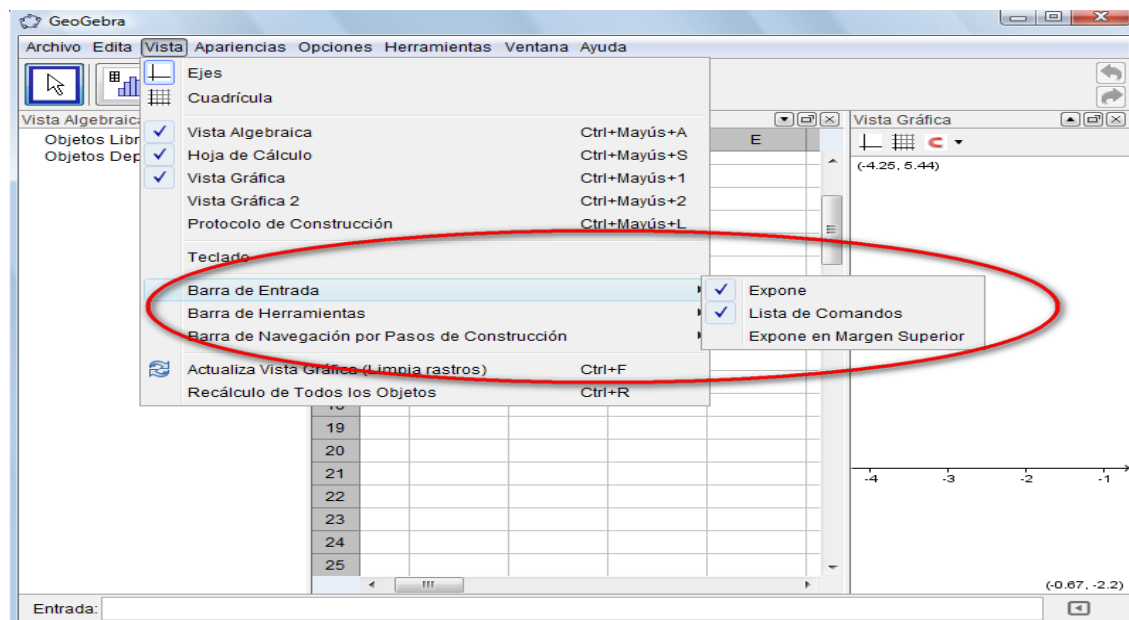 GeoGebra
Archivo Edita Vista Apariencias Opciones Herramientas Ventana Ayuda
Ejes
Cuadrícula
Vista Algebraica
Objetos Libr
Objetos Dep
Vista Algebraica Ctrl+Mayús+A
Hoja de Cálculo Ctrl+Mayús+S
Vista Gráfica Ctrl+Mayús+1
Vista Gráfica 2 Ctrl+Mayús+2
Protocolo de Construcción Ctrl+Mayús+L
Teclado
Barra de Entrada
Barra de Herramientas
Barra de Navegación por Pasos de Construcción
Actualiza Vista Gráfica (Limpia rastros) Ctrl+F
Recálculo de Todos los Objetos Ctrl+R
Expone
Lista de Comandos
Expone en Margen Superior
E
18
19
20
21
22
23
24
25
Vista Gráfica
(-4.25, 5.44)
-4 -3 -2 -1
(-0.67, -2.2)
Entrada: